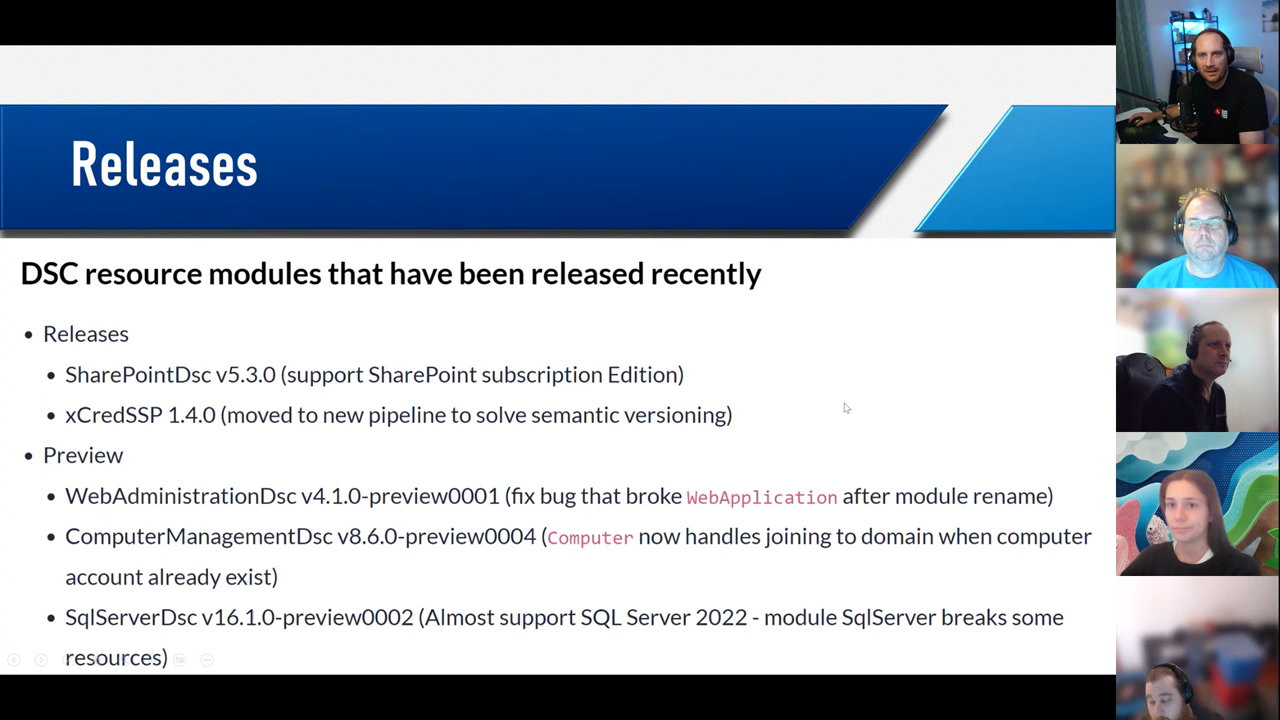 Releases
DSC resource modules that have been released recently
• Releases
• SharePointDsc v5.3.0 (support SharePoint subscription Edition)
• xCredSSP 1.4.0 (moved to new pipeline to solve semantic versioning)
• Preview
• WebAdministrationDsc v4.1.0-preview0001 (fix bug that broke WebApplication after module rename)
• ComputerManagementDsc v8.6.0-preview0004 (Computer now handles joining to domain when computer
account already exist)
• SqlServerDsc v16.1.0-preview0002 (Almost support SQL Server 2022 - module SqlServer breaks some
resources)